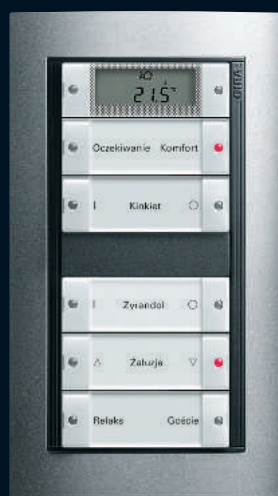 21.5°C
GIRA
Oczekiwanie Komfort
I Kinkiet O
I Żyrandol O
△ Żaluzja ▽
Relaks Goście